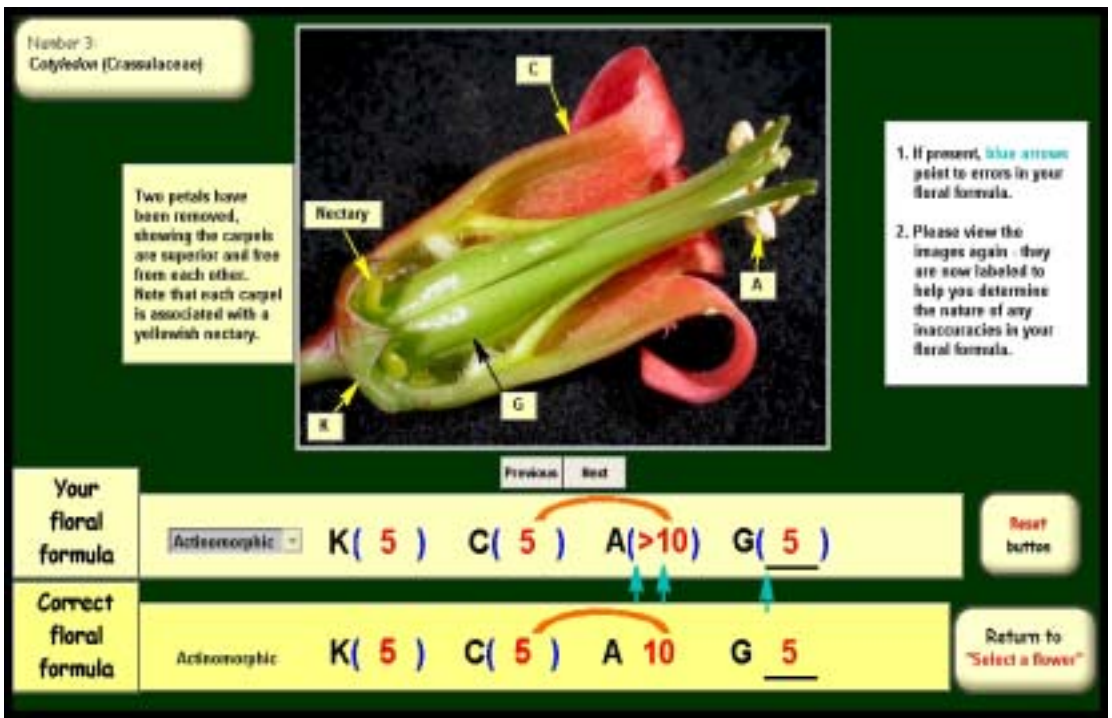 Number 3:
Cotyledon (Crassulaceae)
C
Two petals have
been removed,
showing the carpels
are superior and free
from each other.
Note that each carpel
is associated with a
yellowish nectary.
Nectary
A
G
K
1. If present, blue arrows
point to errors in your
floral formula.
2. Please view the
images again - they
are now labeled to
help you determine
the nature of any
inaccuracies in your
floral formula.
Previous Next
Your
floral
formula
Actinomorphic K( 5 ) C( 5 ) A(>10) G( 5 )
Reset
button
Correct
floral
formula
Actinomorphic K( 5 ) C( 5 ) A 10 G 5
Return to
"Select a flower"